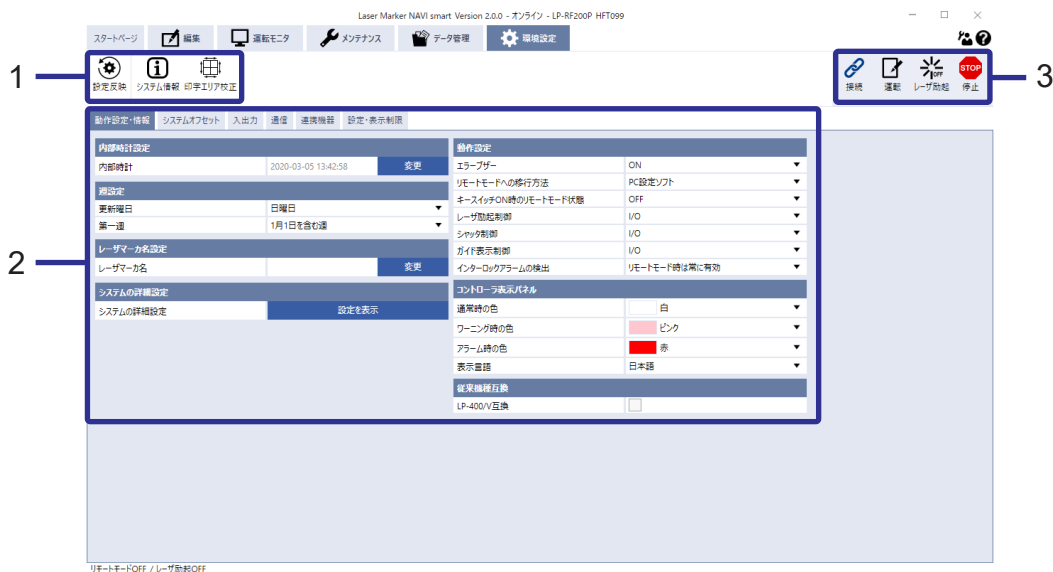 Laser Marker NAVI smart Version 2.0.0 - オンライン - LP-RF200P HFT099
スタートページ 編集 運転モニタ メンテナンス データ管理 環境設定
1
設定反映 システム情報 印字エリア校正
接続 運転 レーザ励起 停止
OFF
STOP
3
動作設定・情報 システムオフセット 入出力 通信 連携機器 設定・表示制限
2
内部時計設定
内部時計 2020-03-05 13:42:58 変更
週設定
更新曜日 日曜日
第一週 1月1日を含む週
レーザマーカ名設定
レーザマーカ名 変更
システムの詳細設定
システムの詳細設定 設定を表示
動作設定
エラーブザー ON
リモートモードへの移行方法 PC設定ソフト
キースイッチON時のリモートモード状態 OFF
レーザ励起制御 I/O
シャッタ制御 I/O
ガイド表示制御 I/O
インターロックアラームの検出 リモートモード時は常に有効
コントローラ表示パネル
通常時の色 白
ワーニング時の色 ピンク
アラーム時の色 赤
表示言語 日本語
従来機種互換
LP-400/V互換
リモートモードOFF / レーザ励起OFF